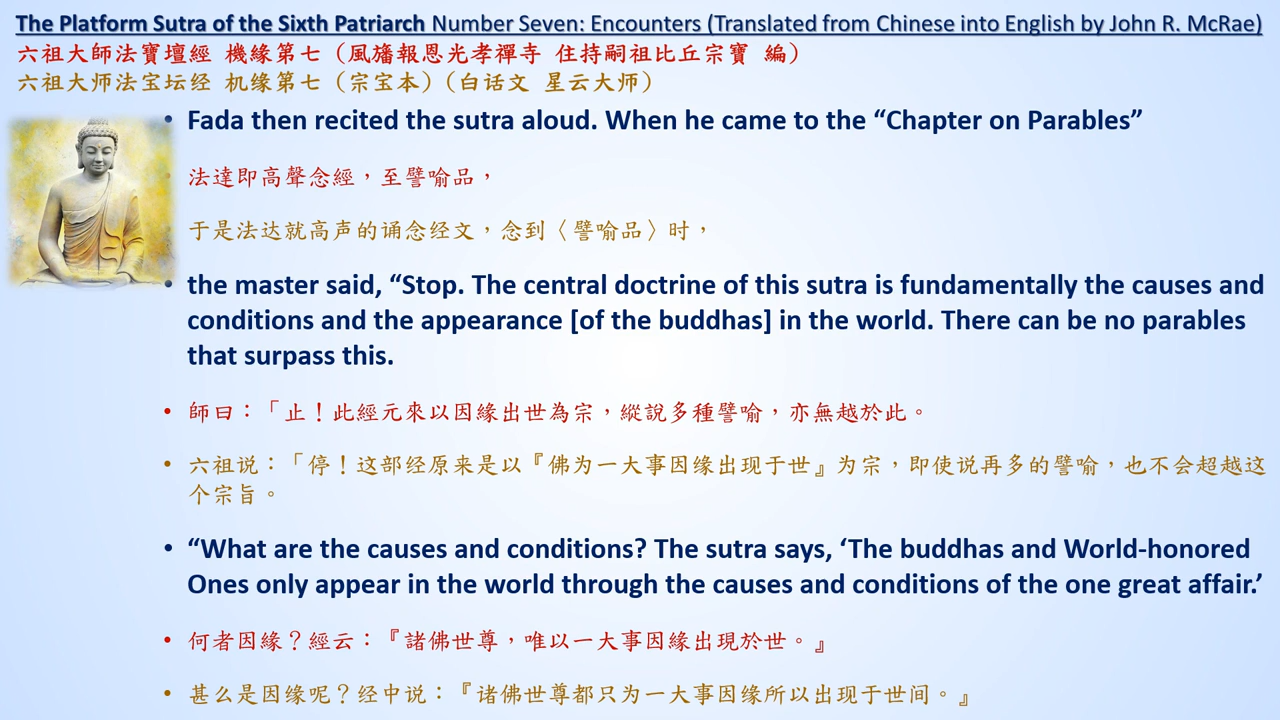 The Platform Sutra of the Sixth Patriarch Number Seven: Encounters (Translated from Chinese into English by John R. McRae)
六祖大師法寶壇經 機緣第七（風旛報恩光孝禪寺 住持嗣祖比丘宗寶 編）
六祖大师法宝坛经 机缘第七（宗宝本）（白话文 星云大师）
• Fada then recited the sutra aloud. When he came to the “Chapter on Parables”
法達即高聲念經，至譬喻品，
于是法达就高声的诵念经文，念到〈譬喻品〉时，
• the master said, “Stop. The central doctrine of this sutra is fundamentally the causes and
conditions and the appearance [of the buddhas] in the world. There can be no parables
that surpass this.
• 師曰：「止！此經元來以因緣出世為宗，縱說多種譬喻，亦無越於此。
• 六祖说：「停！这部经原来是以『佛为一大事因缘出现于世』为宗，即使说再多的譬喻，也不会超越这
个宗旨。
• “What are the causes and conditions? The sutra says, ‘The buddhas and World-honored
Ones only appear in the world through the causes and conditions of the one great affair.’
• 何者因緣？經云：『諸佛世尊，唯以一大事因緣出現於世。』
• 甚么是因缘呢？经中说：『诸佛世尊都只为一大事因缘所以出现于世间。』